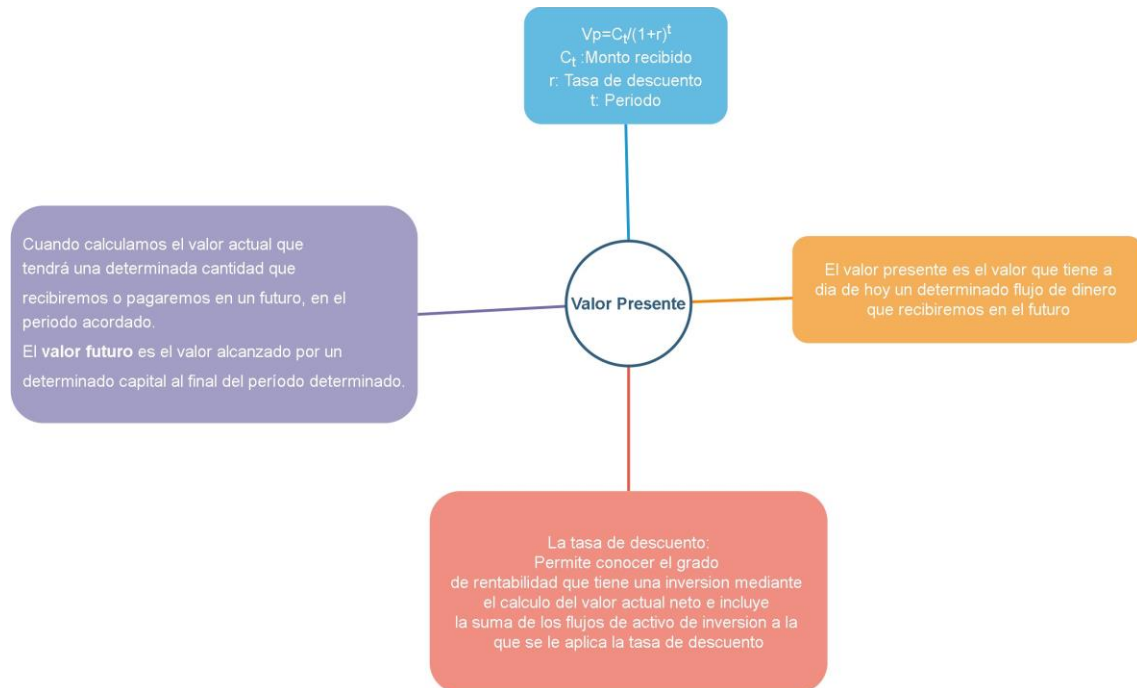 Vp=Ct/(1+r)^t
Ct :Monto recibido
r: Tasa de descuento
t: Periodo
Cuando calculamos el valor actual que
tendrá una determinada cantidad que
recibiremos o pagaremos en un futuro, en el
periodo acordado.
El valor futuro es el valor alcanzado por un
determinado capital al final del período determinado.
Valor Presente
El valor presente es el valor que tiene a
dia de hoy un determinado flujo de dinero
que recibiremos en el futuro
La tasa de descuento:
Permite conocer el grado
de rentabilidad que tiene una inversion mediante
el calculo del valor actual neto e incluye
la suma de los flujos de activo de inversion a la
que se le aplica la tasa de descuento